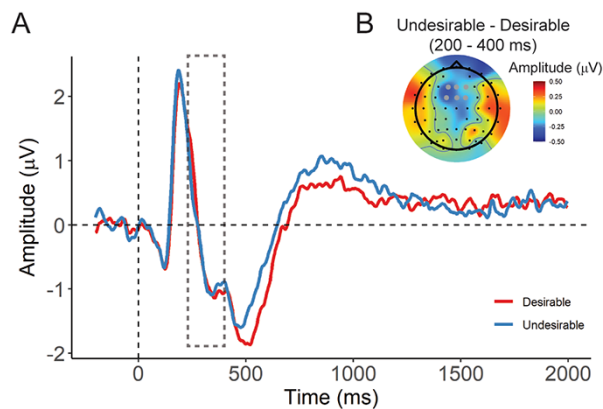 A
B
Undesirable - Desirable
(200 - 400 ms)
Amplitude (μV)
0.50
0.25
0.00
-0.25
-0.50
Amplitude (μV)
2
1
0
-1
-2
Desirable
Undesirable
0
500
1000
1500
2000
Time (ms)